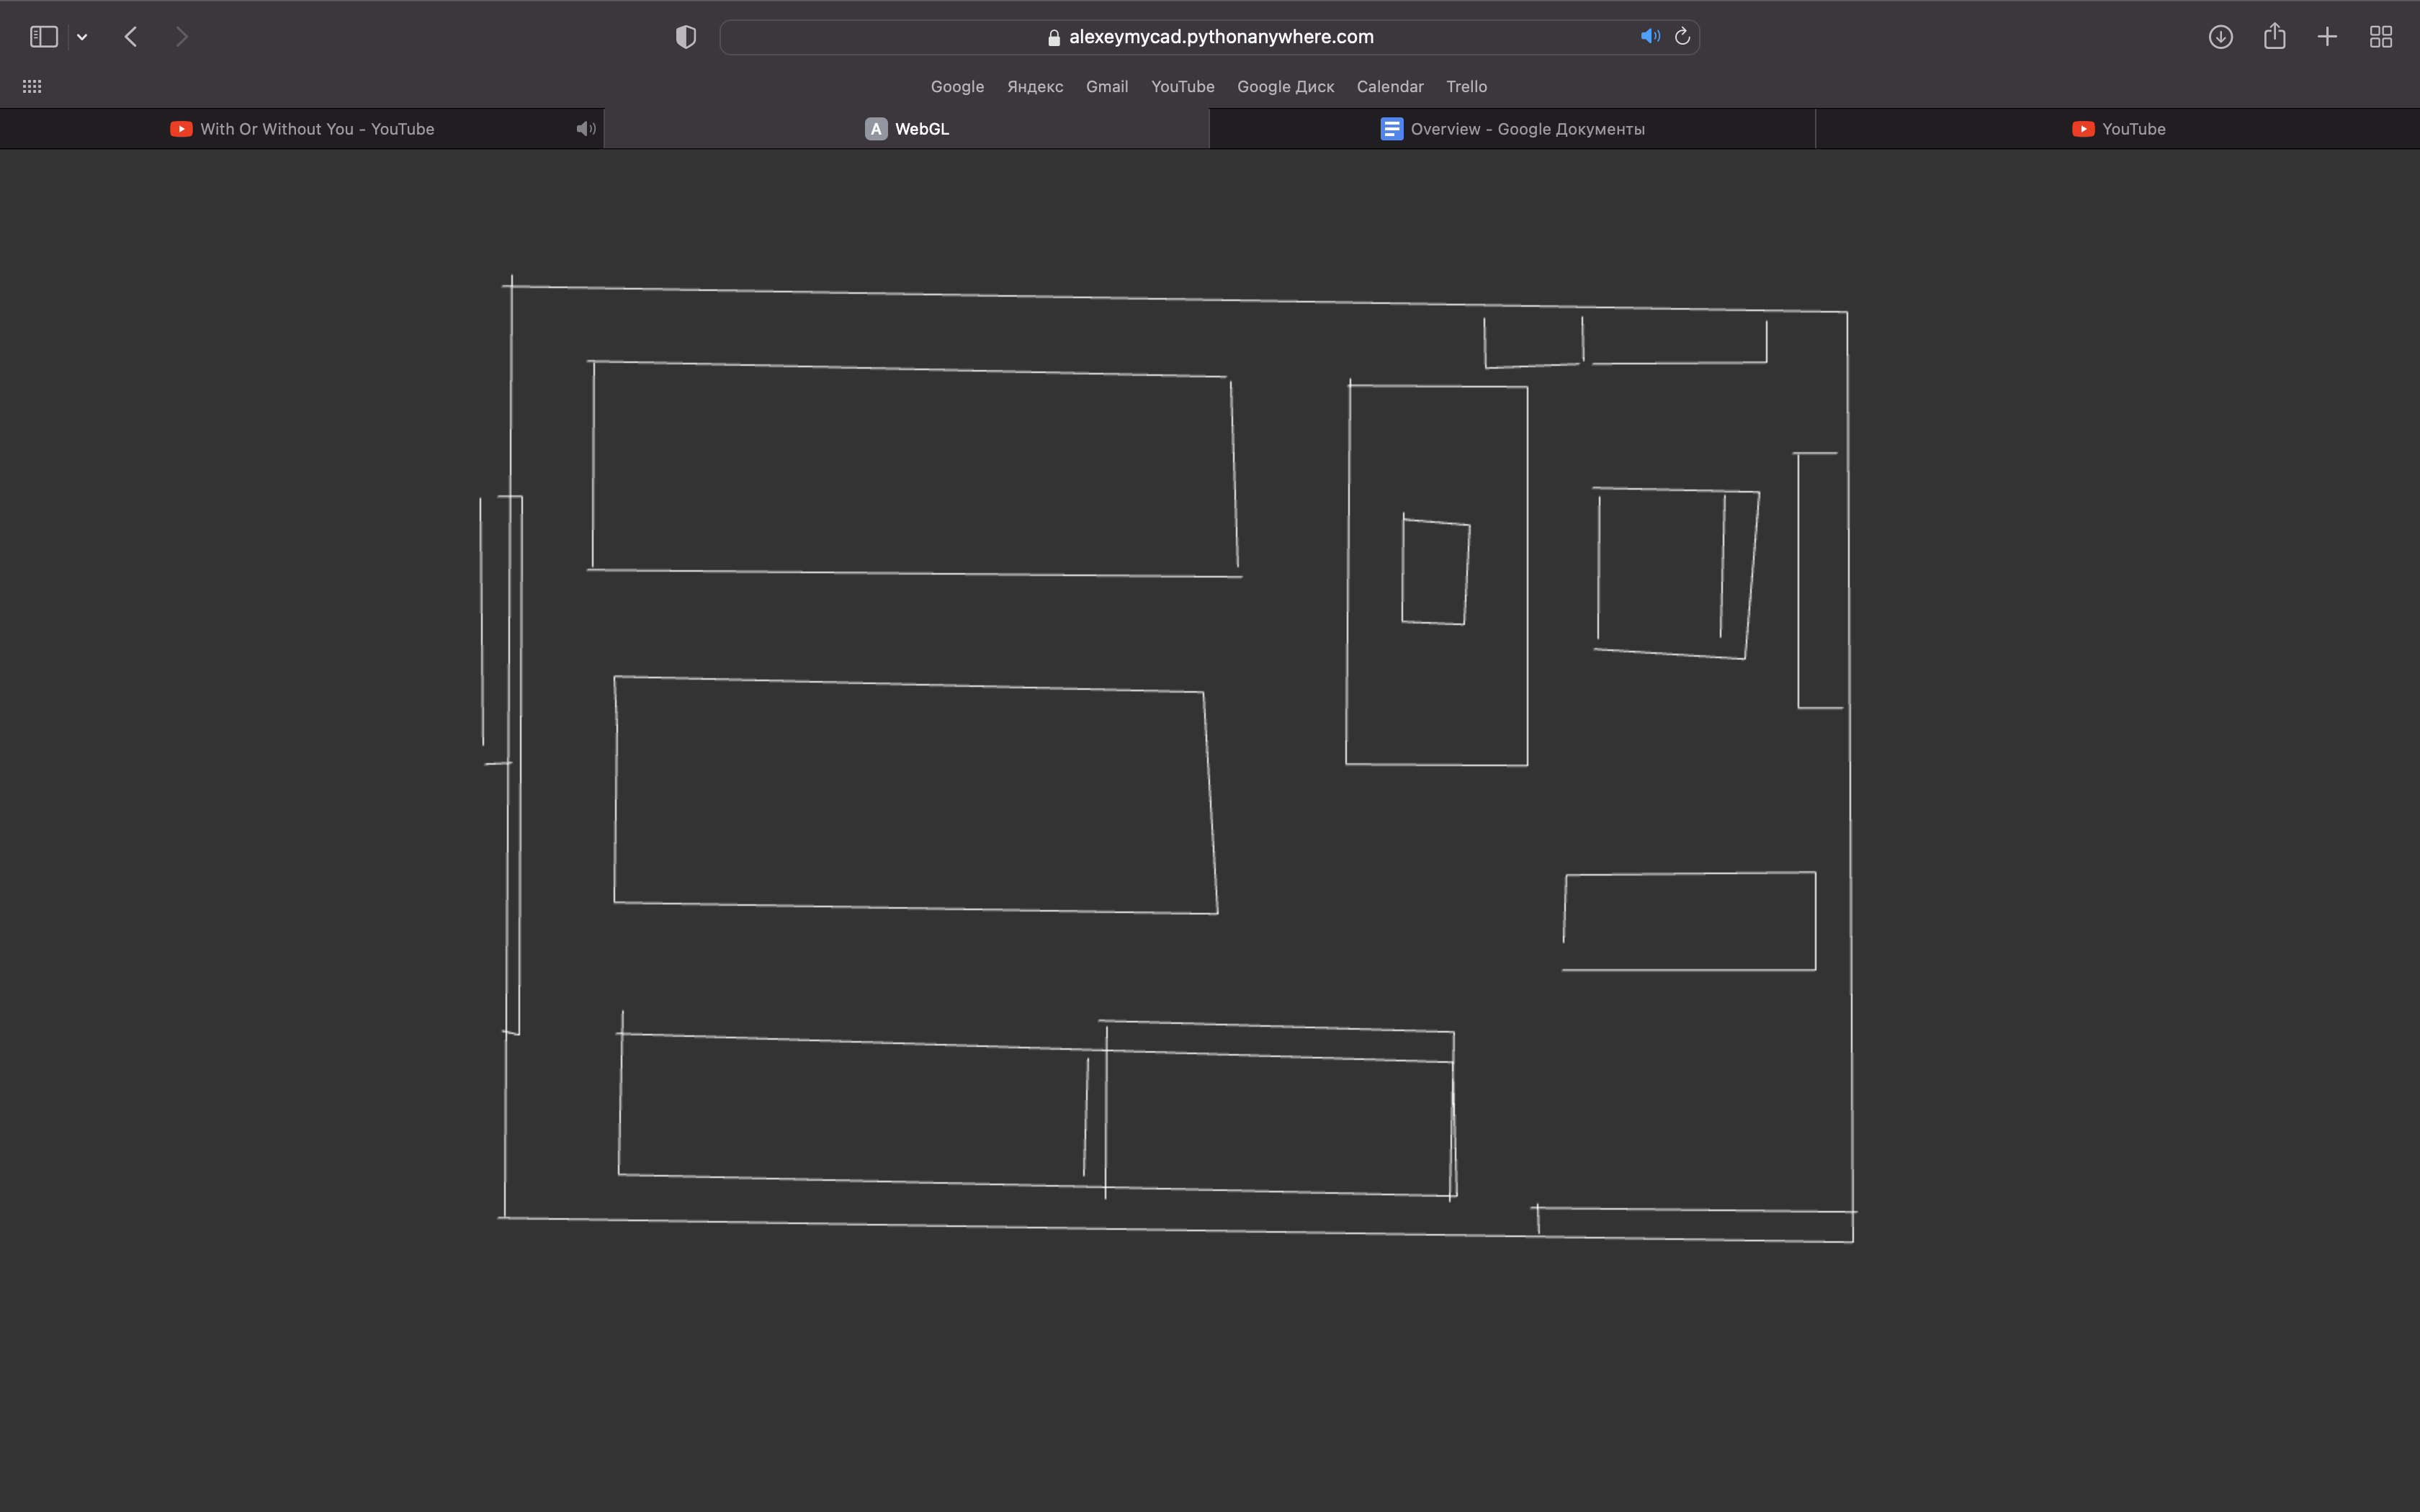 alexeymycad.pythonanywhere.com
Google Яндекс Gmail YouTube Google Диск Calendar Trello
With Or Without You - YouTube A WebGL Overview - Google Документы YouTube